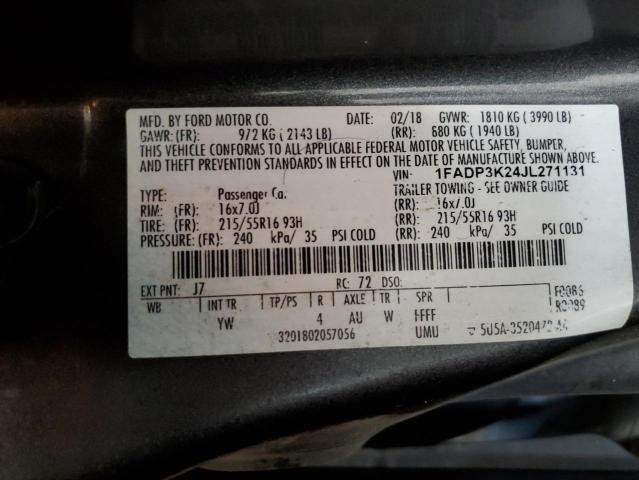 MFD. BY FORD MOTOR CO. DATE: 02/18 GVWR: 1810 KG (3990 LB)
GAWR: (FR): 972 KG (2143 LB) (RR): 880 KG (1940 LB)
THIS VEHICLE CONFORMS TO ALL APPLICABLE FEDERAL MOTOR VEHICLE SAFETY, BUMPER,
AND THEFT PREVENTION STANDARDS IN EFFECT ON THE DATE OF MANUFACTURE SHOWN ABOVE.
VIN: 1FADP3K24JL271131
TYPE: Passenger Ca. TRAILER TOWING - SEE OWNER GUIDE
RIM: (FR): 16x7.0J (RR): 16x7.0J
TIRE: (FR): 215/55R16 93H (RR): 215/55R16 93H
PRESSURE: (FR): 240 kPa/ 35 PSI COLD (RR): 240 kPa/ 35 PSI COLD
EXT PNT: J7 RC: 72 DSO: F0086
WB INT TR TP/PS R AXLE TR SPR R0089
YW 4 AU W FFFF
3201802057056 UMU